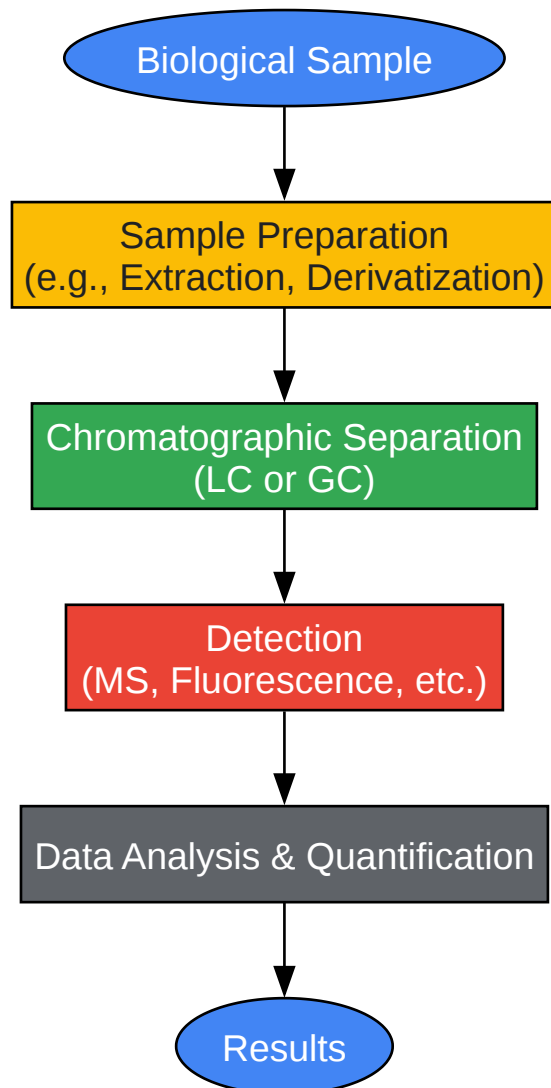 Biological Sample
Sample Preparation
(e.g., Extraction, Derivatization)
Chromatographic Separation
(LC or GC)
Detection
(MS, Fluorescence, etc.)
Data Analysis & Quantification
Results